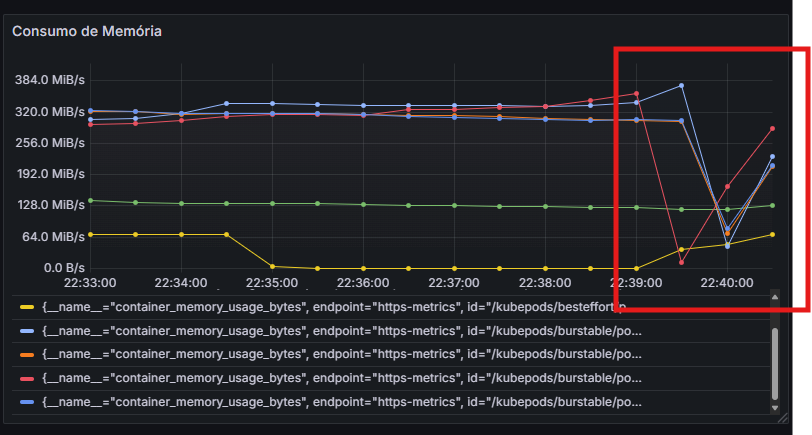 Consumo de Memória
384.0 MiB/s
320.0 MiB/s
256.0 MiB/s
192.0 MiB/s
128.0 MiB/s
64.0 MiB/s
0.0 B/s
22:33:00 22:34:00 22:35:00 22:36:00 22:37:00 22:38:00 22:39:00 22:40:00
{__name__="container_memory_usage_bytes", endpoint="https-metrics", id="/kubepods/besteffort/p
{__name__="container_memory_usage_bytes", endpoint="https-metrics", id="/kubepods/burstable/po...
{__name__="container_memory_usage_bytes", endpoint="https-metrics", id="/kubepods/burstable/po...
{__name__="container_memory_usage_bytes", endpoint="https-metrics", id="/kubepods/burstable/po...
{__name__="container_memory_usage_bytes", endpoint="https-metrics", id="/kubepods/burstable/po...